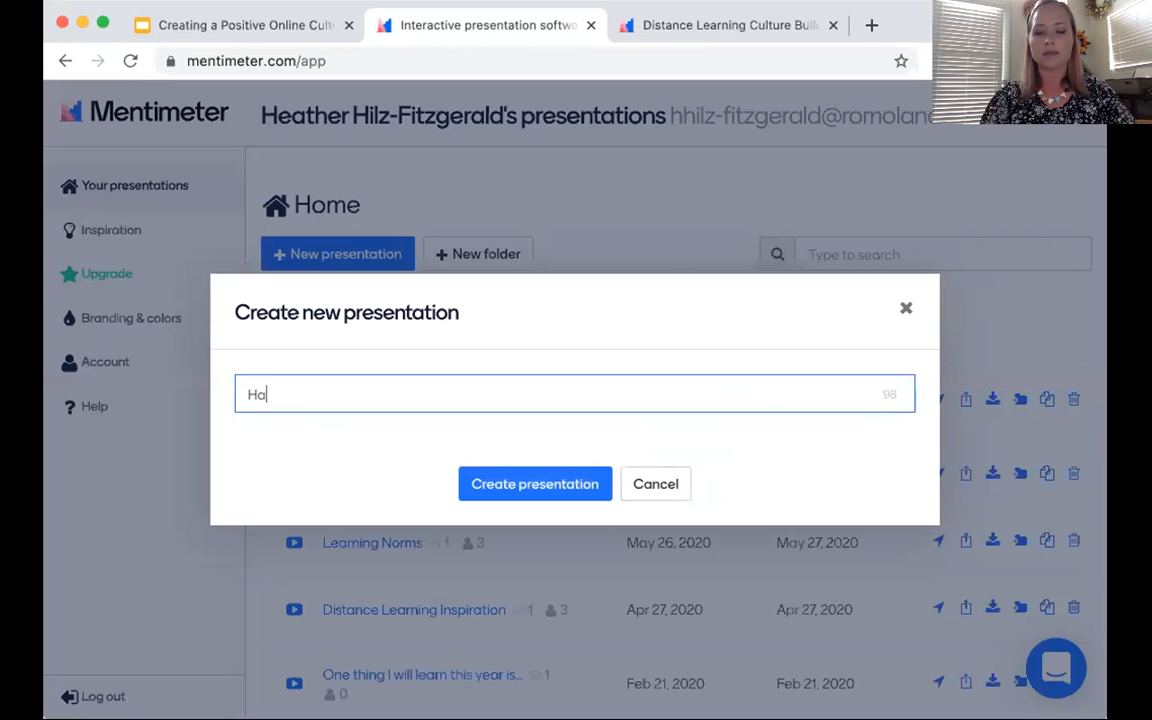 Creating a Positive Online Cult
Interactive presentation softwa
Distance Learning Culture Buil
mentimeter.com/app
Mentimeter
Heather Hilz-Fitzgerald's presentations hhilz-fitzgerald@romolan
Your presentations
Inspiration
Upgrade
Branding & colors
Account
Help
Log out
Home
+ New presentation
+ New folder
Type to search
Create new presentation
Ha
98
Create presentation
Cancel
Learning Norms 1 3 May 26, 2020 May 27, 2020
Distance Learning Inspiration 1 3 Apr 27, 2020 Apr 27, 2020
One thing I will learn this year is... 1
0 Feb 21, 2020 Feb 21, 2020